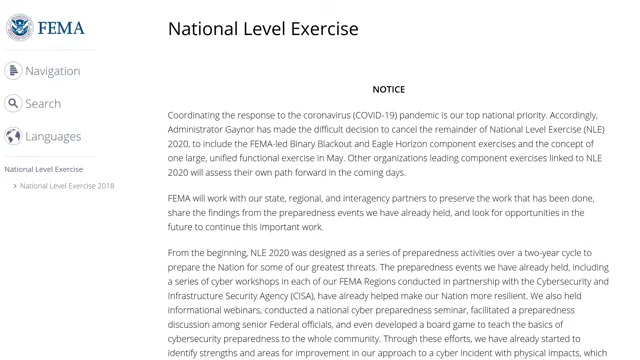 FEMA
Navigation
Search
Languages
National Level Exercise
National Level Exercise 2018
National Level Exercise
NOTICE
Coordinating the response to the coronavirus (COVID-19) pandemic is our top national priority. Accordingly,
Administrator Gaynor has made the difficult decision to cancel the remainder of National Level Exercise (NLE)
2020, to include the FEMA-led Binary Blackout and Eagle Horizon component exercises and the concept of
one large, unified functional exercise in May. Other organizations leading component exercises linked to NLE
2020 will assess their own path forward in the coming days.
FEMA will work with our state, regional, and interagency partners to preserve the work that has been done,
share the findings from the preparedness events we have already held, and look for opportunities in the
future to continue this important work.
From the beginning, NLE 2020 was designed as a series of preparedness activities over a two-year cycle to
prepare the Nation for some of our greatest threats. The preparedness events we have already held, including
a series of cyber workshops in each of our FEMA Regions conducted in partnership with the Cybersecurity and
Infrastructure Security Agency (CISA), have already helped make our Nation more resilient. We also held
informational webinars, conducted a national cyber preparedness seminar, facilitated a preparedness
discussion among senior Federal officials, and even developed a board game to teach the basics of
cybersecurity preparedness to the whole community. Through these efforts, we have already started to
identify strengths and areas for improvement in our approach to a cyber incident with physical impacts, which